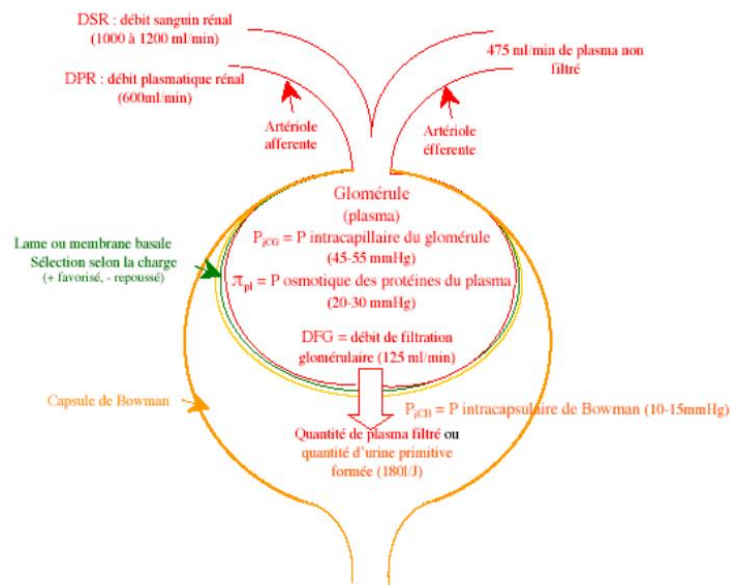 DSR : débit sanguin rénal
(1000 à 1200 ml/min)
475 ml/min de plasma non
filtré
DPR : débit plasmatique rénal
(600ml/min)
Artériole
afferente
Artériole
éfferente
Glomérule
(plasma)
PiCG = P intracapillaire du glomérule
(45-55 mmHg)
Lame ou membrane basale
Sélection selon la charge
(+ favorisé, - repoussé)
πpl = P osmotique des protéines du plasma
(20-30 mmHg)
DFG = débit de filtration
glomérulaire (125 ml/min)
Capsule de Bowman
PiCB = P intracapsulaire de Bowman (10-15mmHg)
Quantité de plasma filtré ou
quantité d'urine primitive
formée (180l/J)